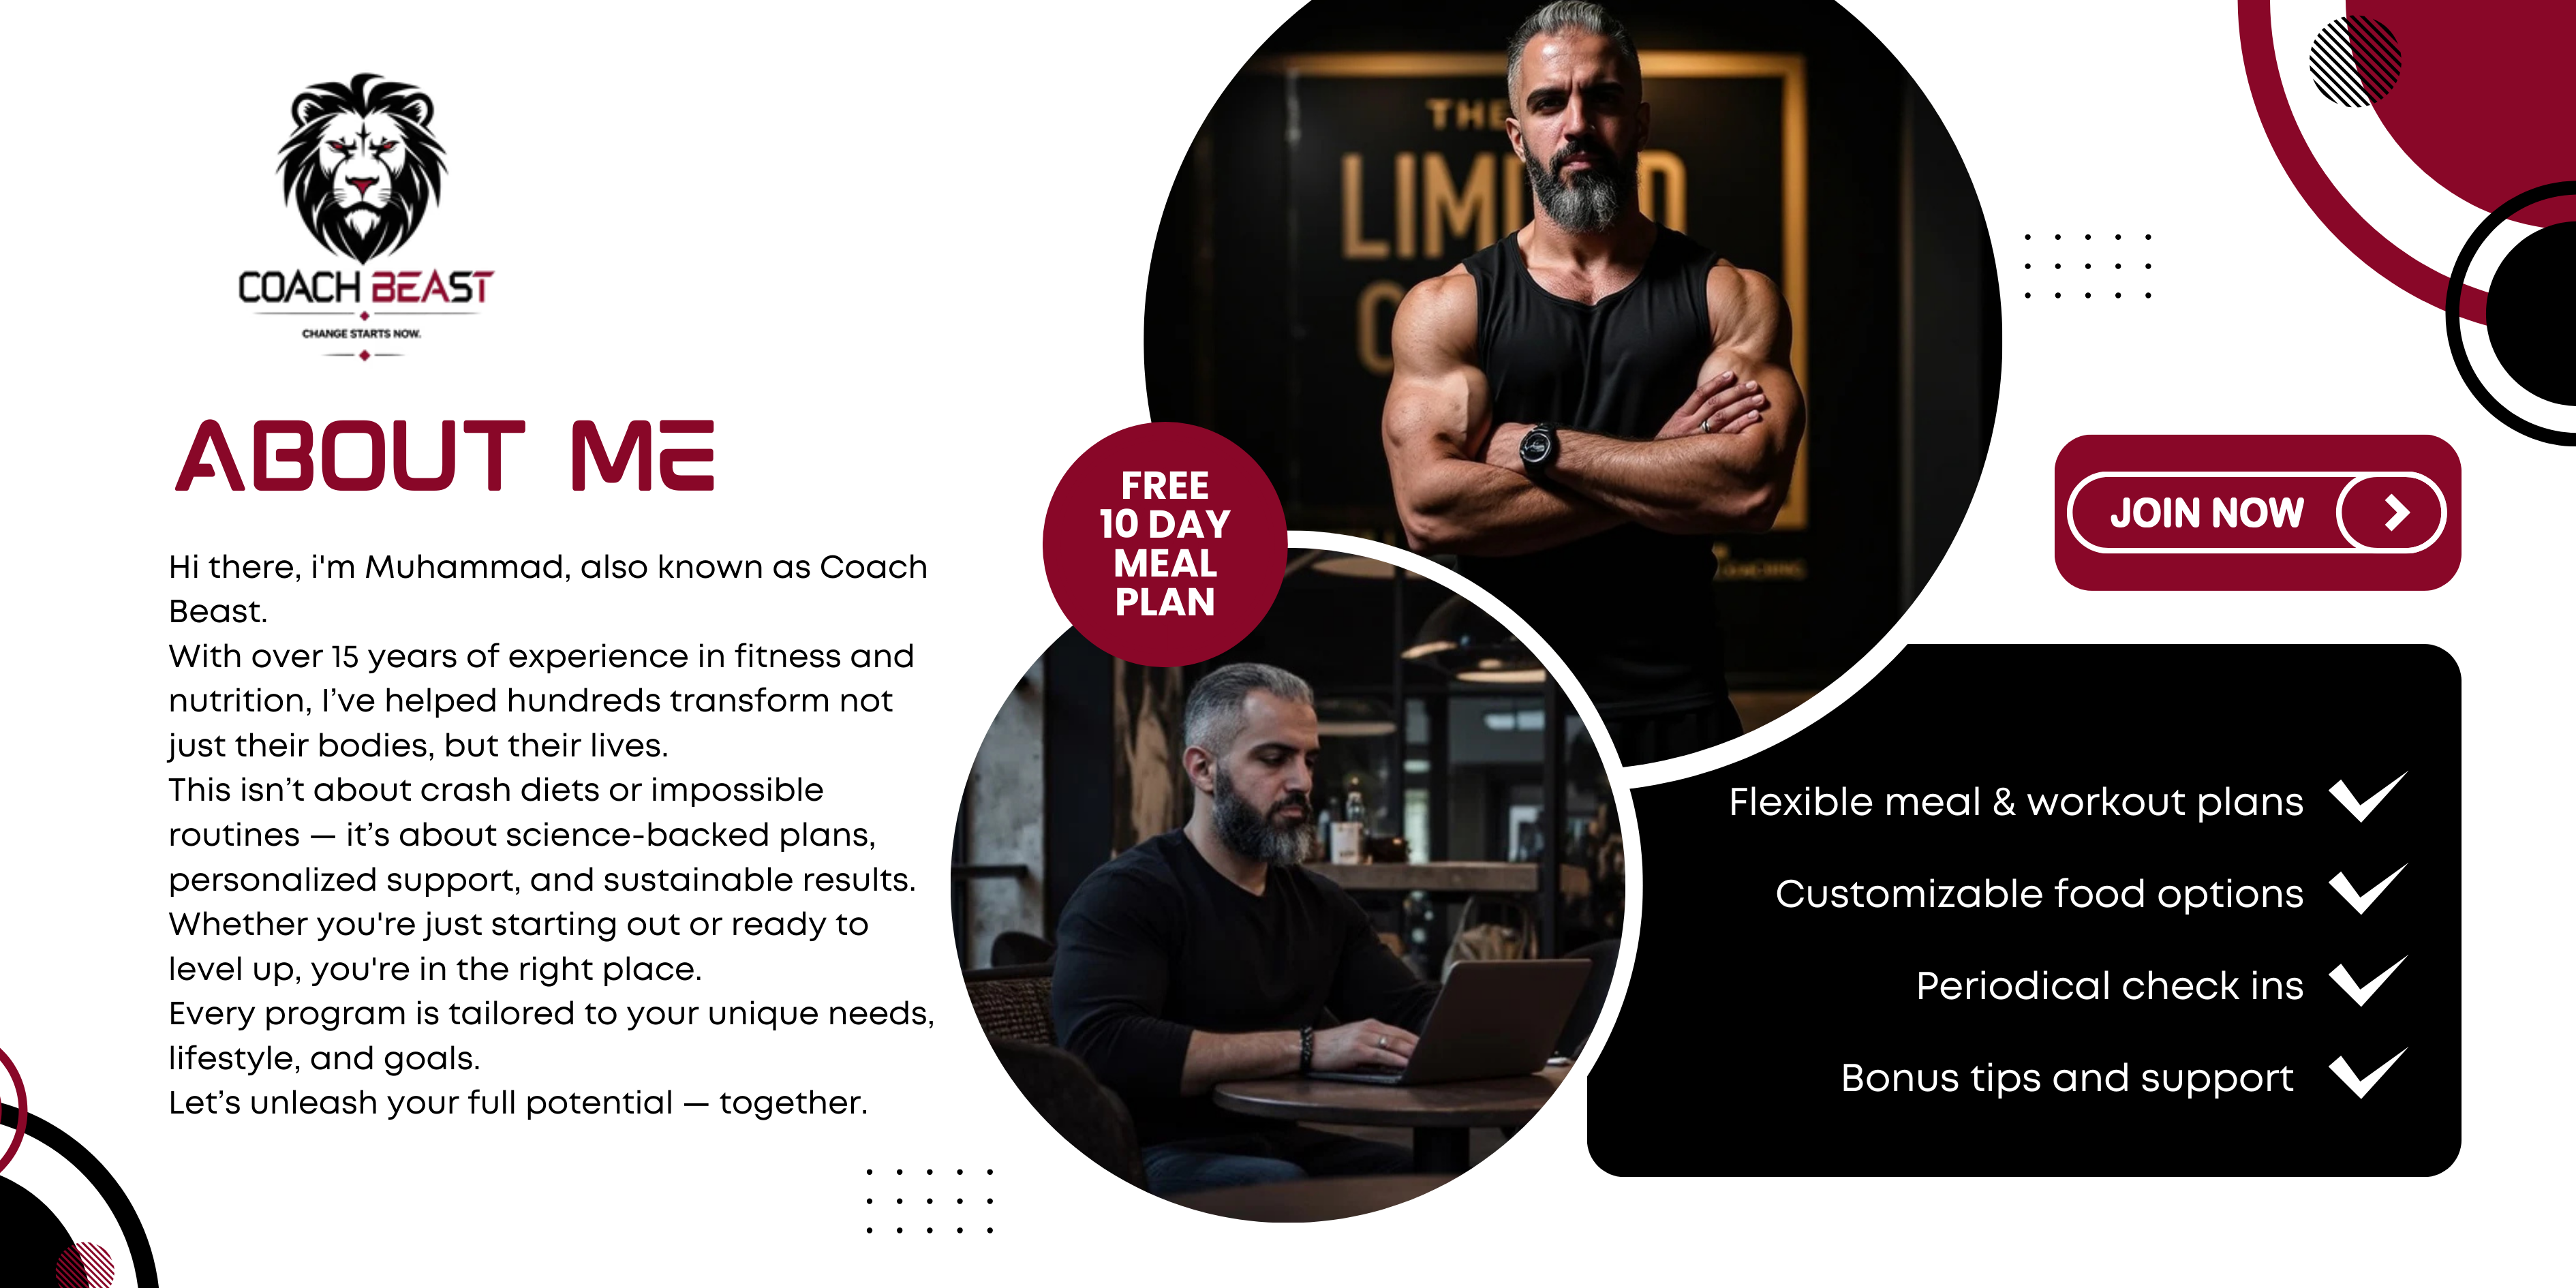 COACH BEAST
CHANGE STARTS NOW.
ABOUT ME
Hi there, i'm Muhammad, also known as Coach
Beast.
With over 15 years of experience in fitness and
nutrition, I’ve helped hundreds transform not
just their bodies, but their lives.
This isn’t about crash diets or impossible
routines — it’s about science-backed plans,
personalized support, and sustainable results.
Whether you're just starting out or ready to
level up, you're in the right place.
Every program is tailored to your unique needs,
lifestyle, and goals.
Let’s unleash your full potential — together.
THE
FREE
10 DAY
MEAL
PLAN
JOIN NOW
Flexible meal & workout plans
Customizable food options
Periodical check ins
Bonus tips and support